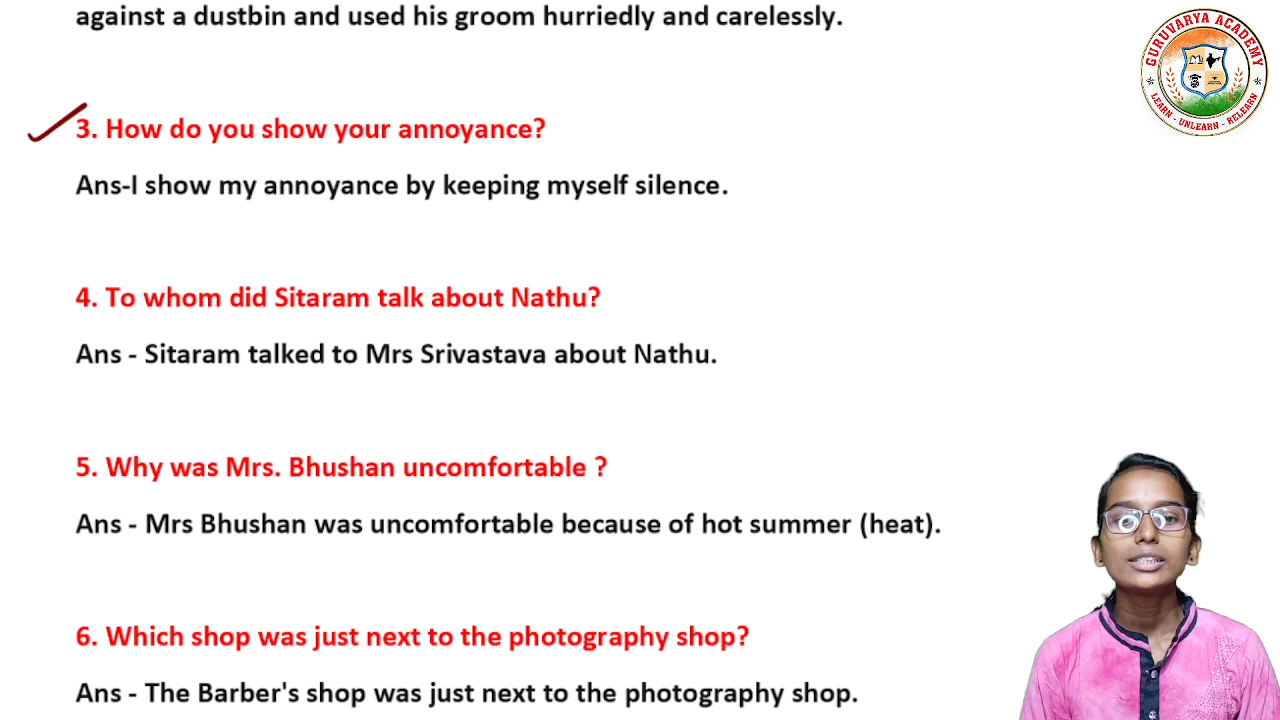 against a dustbin and used his groom hurriedly and carelessly.
3. How do you show your annoyance?
Ans-I show my annoyance by keeping myself silence.
4. To whom did Sitaram talk about Nathu?
Ans - Sitaram talked to Mrs Srivastava about Nathu.
5. Why was Mrs. Bhushan uncomfortable ?
Ans - Mrs Bhushan was uncomfortable because of hot summer (heat).
6. Which shop was just next to the photography shop?
Ans - The Barber's shop was just next to the photography shop.
GURUVARYA ACADEMY
LEARN - UNLEARN - RELEARN